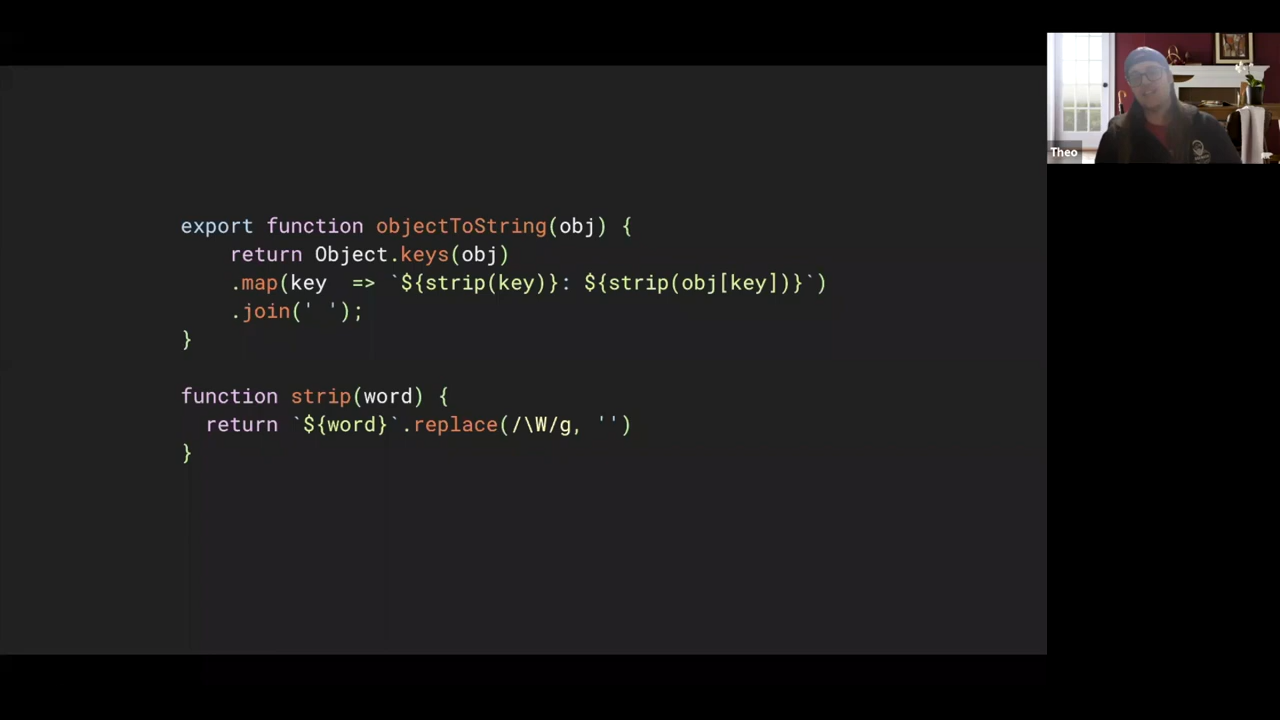 export function objectToString(obj) {
    return Object.keys(obj)
    .map(key  => `${strip(key)}: ${strip(obj[key])}`)
    .join(' ');
}
function strip(word) {
  return `${word}`.replace(/\W/g, '')
}
Theo